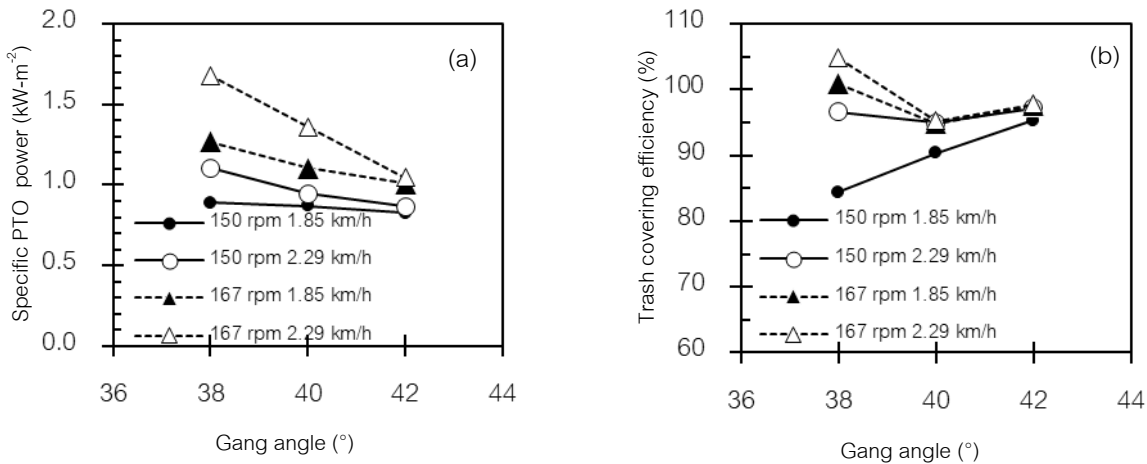 2.0
1.5
1.0
0.5
0.0
Specific PTO power (kW-m-2)
(a)
150 rpm 1.85 km/h
150 rpm 2.29 km/h
167 rpm 1.85 km/h
167 rpm 2.29 km/h
36 38 40 42 44
Gang angle (°)
110
100
90
80
70
60
Trash covering efficiency (%)
(b)
150 rpm 1.85 km/h
150 rpm 2.29 km/h
167 rpm 1.85 km/h
167 rpm 2.29 km/h
36 38 40 42 44
Gang angle (°)